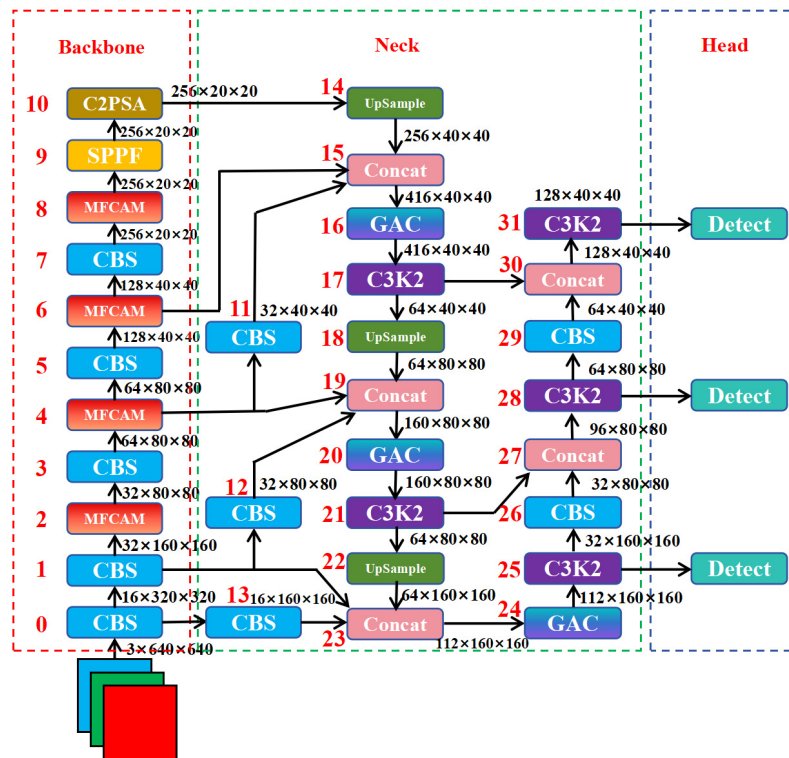 Backbone
Neck
Head
10
C2PSA
256×20×20
256×20×20
9
SPPF
256×20×20
8
MFCAM
256×20×20
7
CBS
128×40×40
6
MFCAM
128×40×40
5
CBS
64×80×80
4
MFCAM
64×80×80
3
CBS
32×80×80
2
MFCAM
32×160×160
1
CBS
16×320×320
0
CBS
3×640×640
11
32×40×40
CBS
12
32×80×80
CBS
13
16×160×160
CBS
14
UpSample
256×40×40
15
Concat
416×40×40
16
GAC
416×40×40
17
C3K2
64×40×40
18
UpSample
64×80×80
19
Concat
160×80×80
20
GAC
160×80×80
21
C3K2
64×80×80
22
UpSample
64×160×160
23
Concat
112×160×160
24
GAC
112×160×160
25
C3K2
32×160×160
26
CBS
32×80×80
27
Concat
96×80×80
28
C3K2
64×80×80
29
CBS
64×40×40
30
Concat
128×40×40
31
C3K2
128×40×40
Detect
Detect
Detect